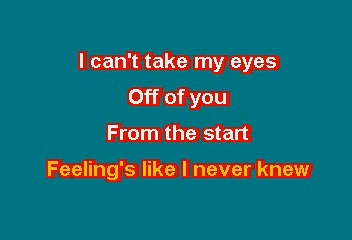 I can't take my eyes
Off of you
From the start
Feeling's like I never knew